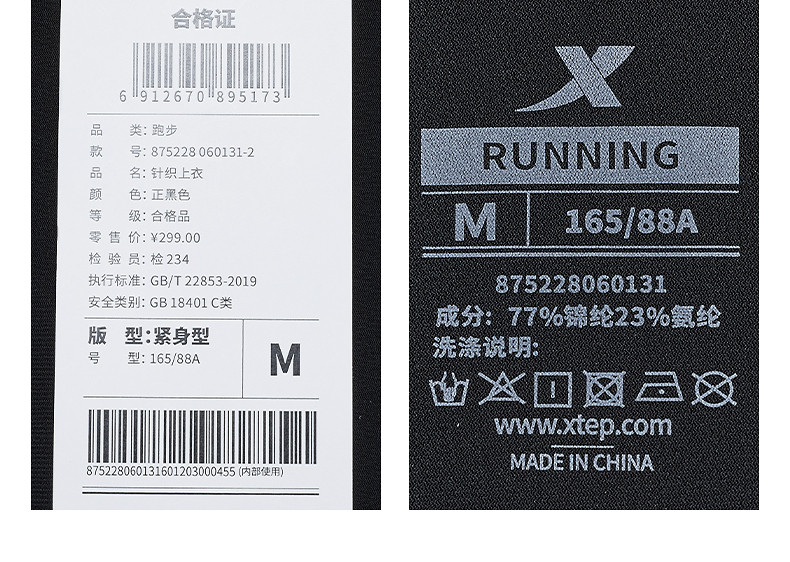 合格证
6 912670 895173
品 类: 跑步
款 号: 875228 060131-2
品 名: 针织上衣
颜 色: 正黑色
等 级: 合格品
零 售 价: ¥299.00
检 验 员: 检 234
执行标准: GB/T 22853-2019
安全类别: GB 18401 C类
版 型: 紧身型
号 型: 165/88A
M
875228060131601203000455 (内部使用)
RUNNING
M 165/88A
875228060131
成分: 77%锦纶23%氨纶
洗涤说明:
www.xtep.com
MADE IN CHINA